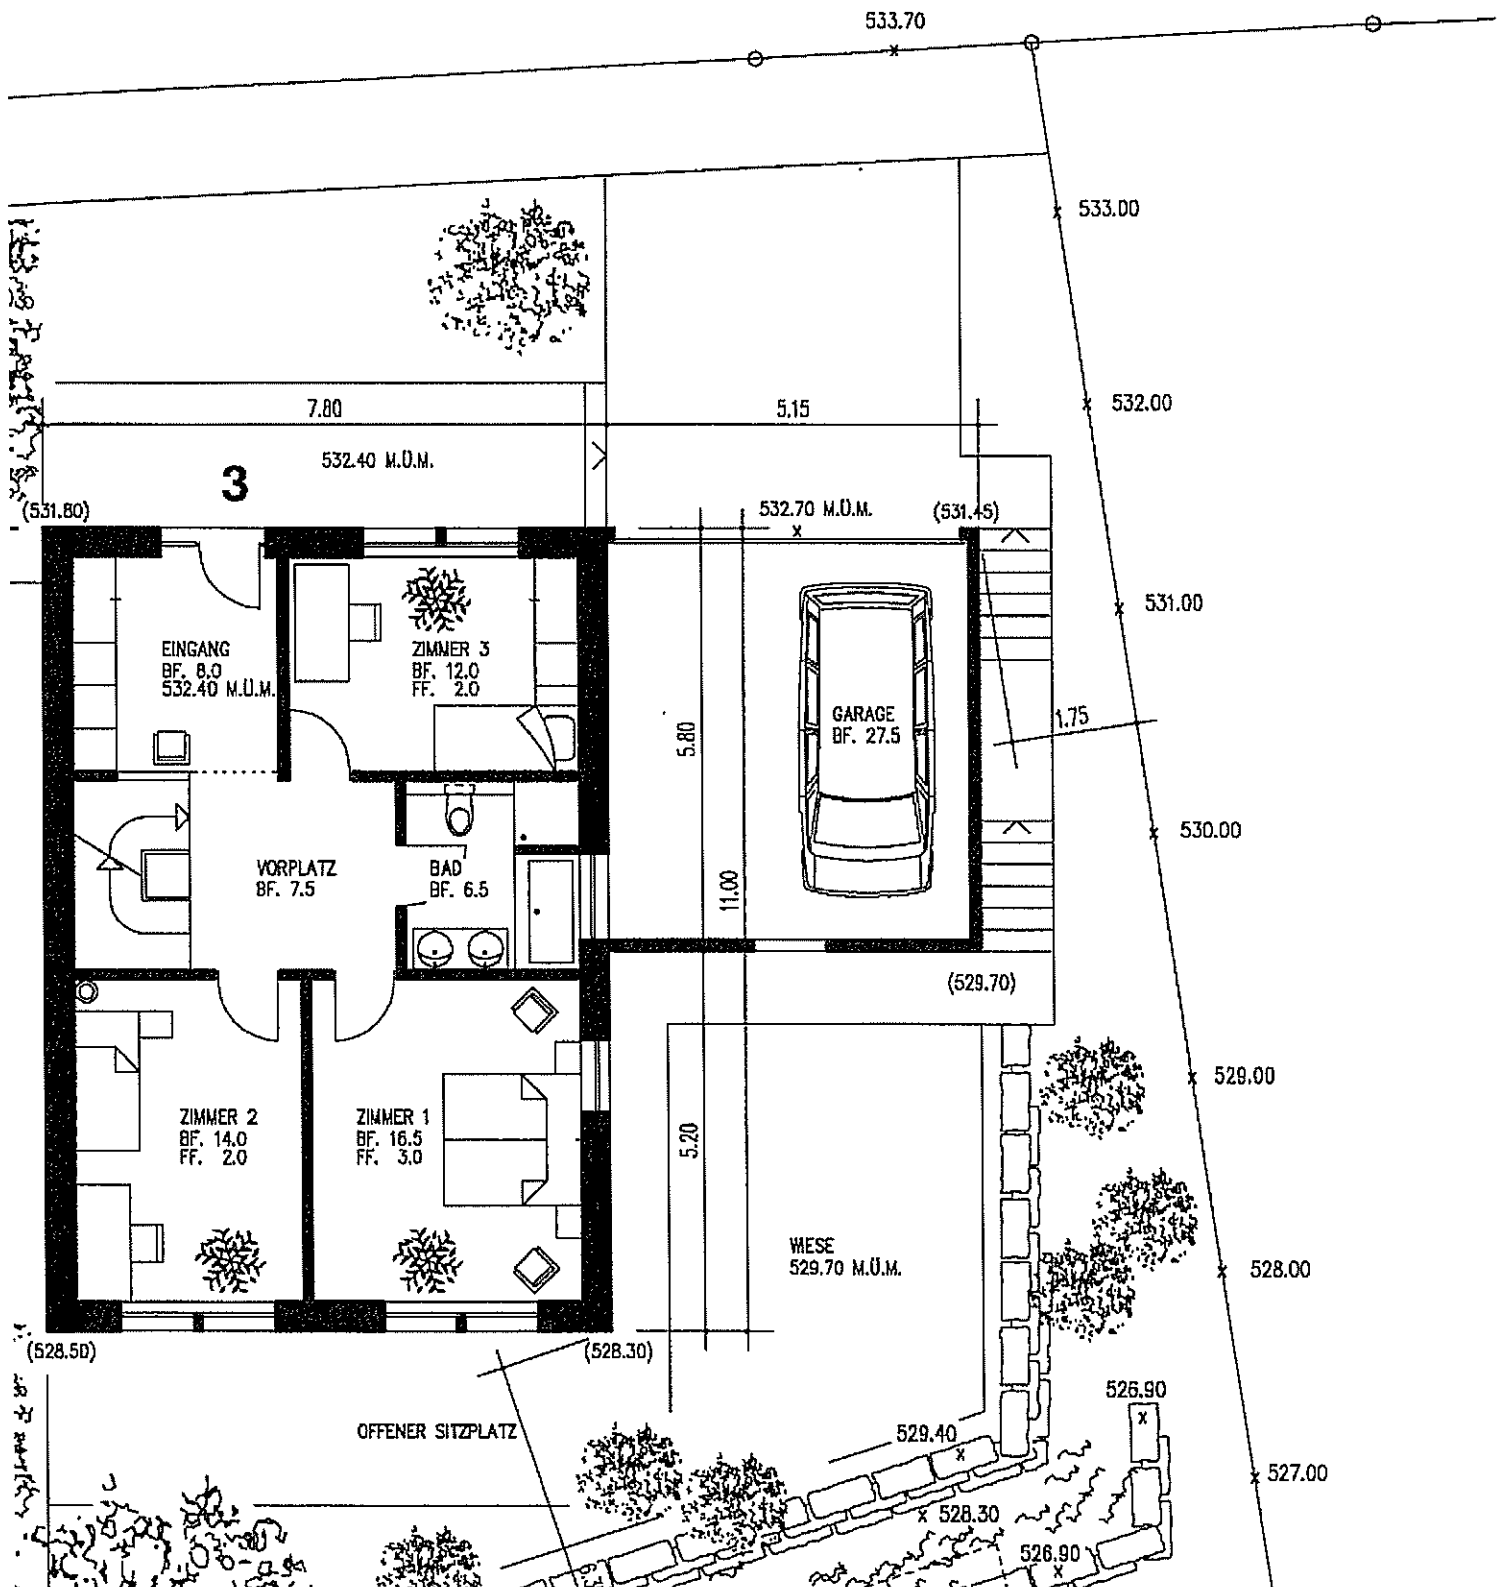 533.70
533.00
532.00
7.80
5.15
532.40 M.Ü.M.
3
(531.80)
532.70 M.Ü.M.
(531.45)
531.00
EINGANG
BF. 8.0
532.40 M.Ü.M.
ZIMMER 3
BF. 12.0
FF. 2.0
GARAGE
BF. 27.5
5.80
1.75
530.00
VORPLATZ
BF. 7.5
BAD
BF. 6.5
11.00
(529.70)
529.00
ZIMMER 2
BF. 14.0
FF. 2.0
ZIMMER 1
BF. 16.5
FF. 3.0
5.20
WIESE
529.70 M.Ü.M.
528.00
(528.50)
(528.30)
526.90
OFFENER SITZPLATZ
529.40
527.00
528.30
526.90